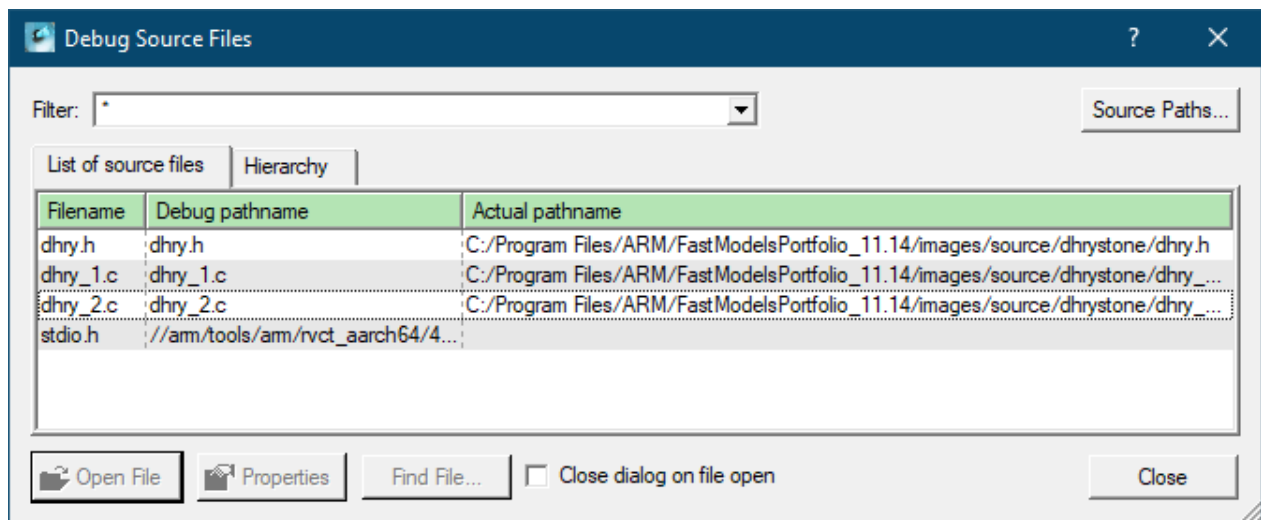 Debug Source Files ?
Filter: * Source Paths...
List of source files Hierarchy
Filename Debug pathname Actual pathname
dhry.h dhry.h C:/Program Files/ARM/FastModelsPortfolio_11.14/images/source/dhrystone/dhry.h
dhry_1.c dhry_1.c C:/Program Files/ARM/FastModelsPortfolio_11.14/images/source/dhrystone/dhry_...
dhry_2.c dhry_2.c C:/Program Files/ARM/FastModelsPortfolio_11.14/images/source/dhrystone/dhry_...
stdio.h //arm/tools/arm/rvct_aarch64/4...
Open File Properties Find File... Close dialog on file open Close